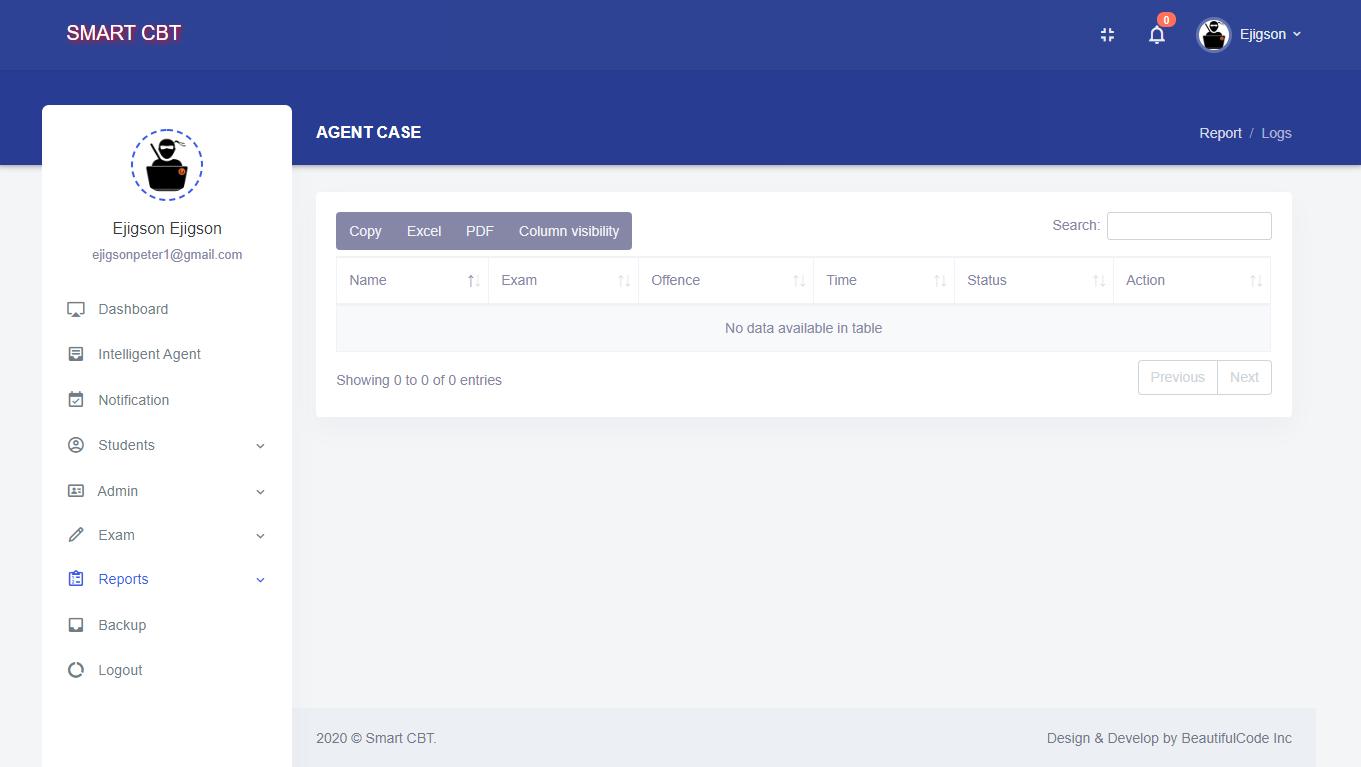 SMART CBT
0
Ejigson
AGENT CASE
Report / Logs
Ejigson Ejigson
ejigsonpeter1@gmail.com
Dashboard
Intelligent Agent
Notification
Students
Admin
Exam
Reports
Backup
Logout
Copy Excel PDF Column visibility
Search:
Name Exam Offence Time Status Action
No data available in table
Showing 0 to 0 of 0 entries
Previous Next
2020 © Smart CBT.
Design & Develop by BeautifulCode Inc